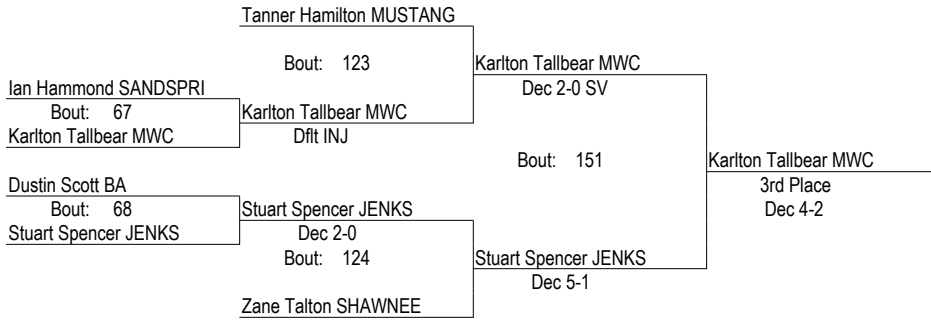 Tanner Hamilton MUSTANG
Bout: 123
Karlton Tallbear MWC
Dec 2-0 SV
Ian Hammond SANDSPRI
Bout: 67
Karlton Tallbear MWC
Karlton Tallbear MWC
Dflt INJ
Bout: 151
Karlton Tallbear MWC
3rd Place
Dec 4-2
Dustin Scott BA
Bout: 68
Stuart Spencer JENKS
Stuart Spencer JENKS
Dec 2-0
Bout: 124
Stuart Spencer JENKS
Dec 5-1
Zane Talton SHAWNEE